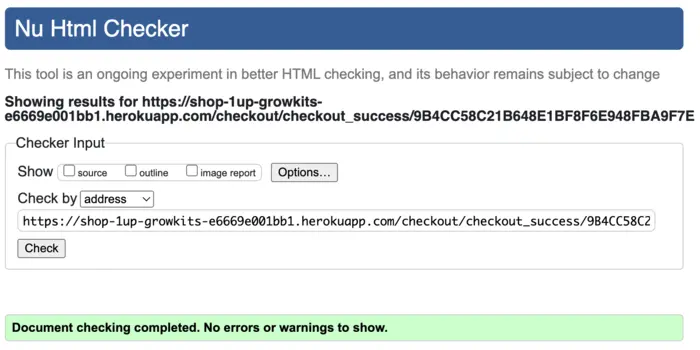 Nu Html Checker
This tool is an ongoing experiment in better HTML checking, and its behavior remains subject to change
Showing results for https://shop-1up-growkits-
e6669e001bb1.herokuapp.com/checkout/checkout_success/9B4CC58C21B648E1BF8F6E948FBA9F7E
Checker Input
Show source outline image report Options...
Check by address
https://shop-1up-growkits-e6669e001bb1.herokuapp.com/checkout/checkout_success/9B4CC58C2
Check
Document checking completed. No errors or warnings to show.